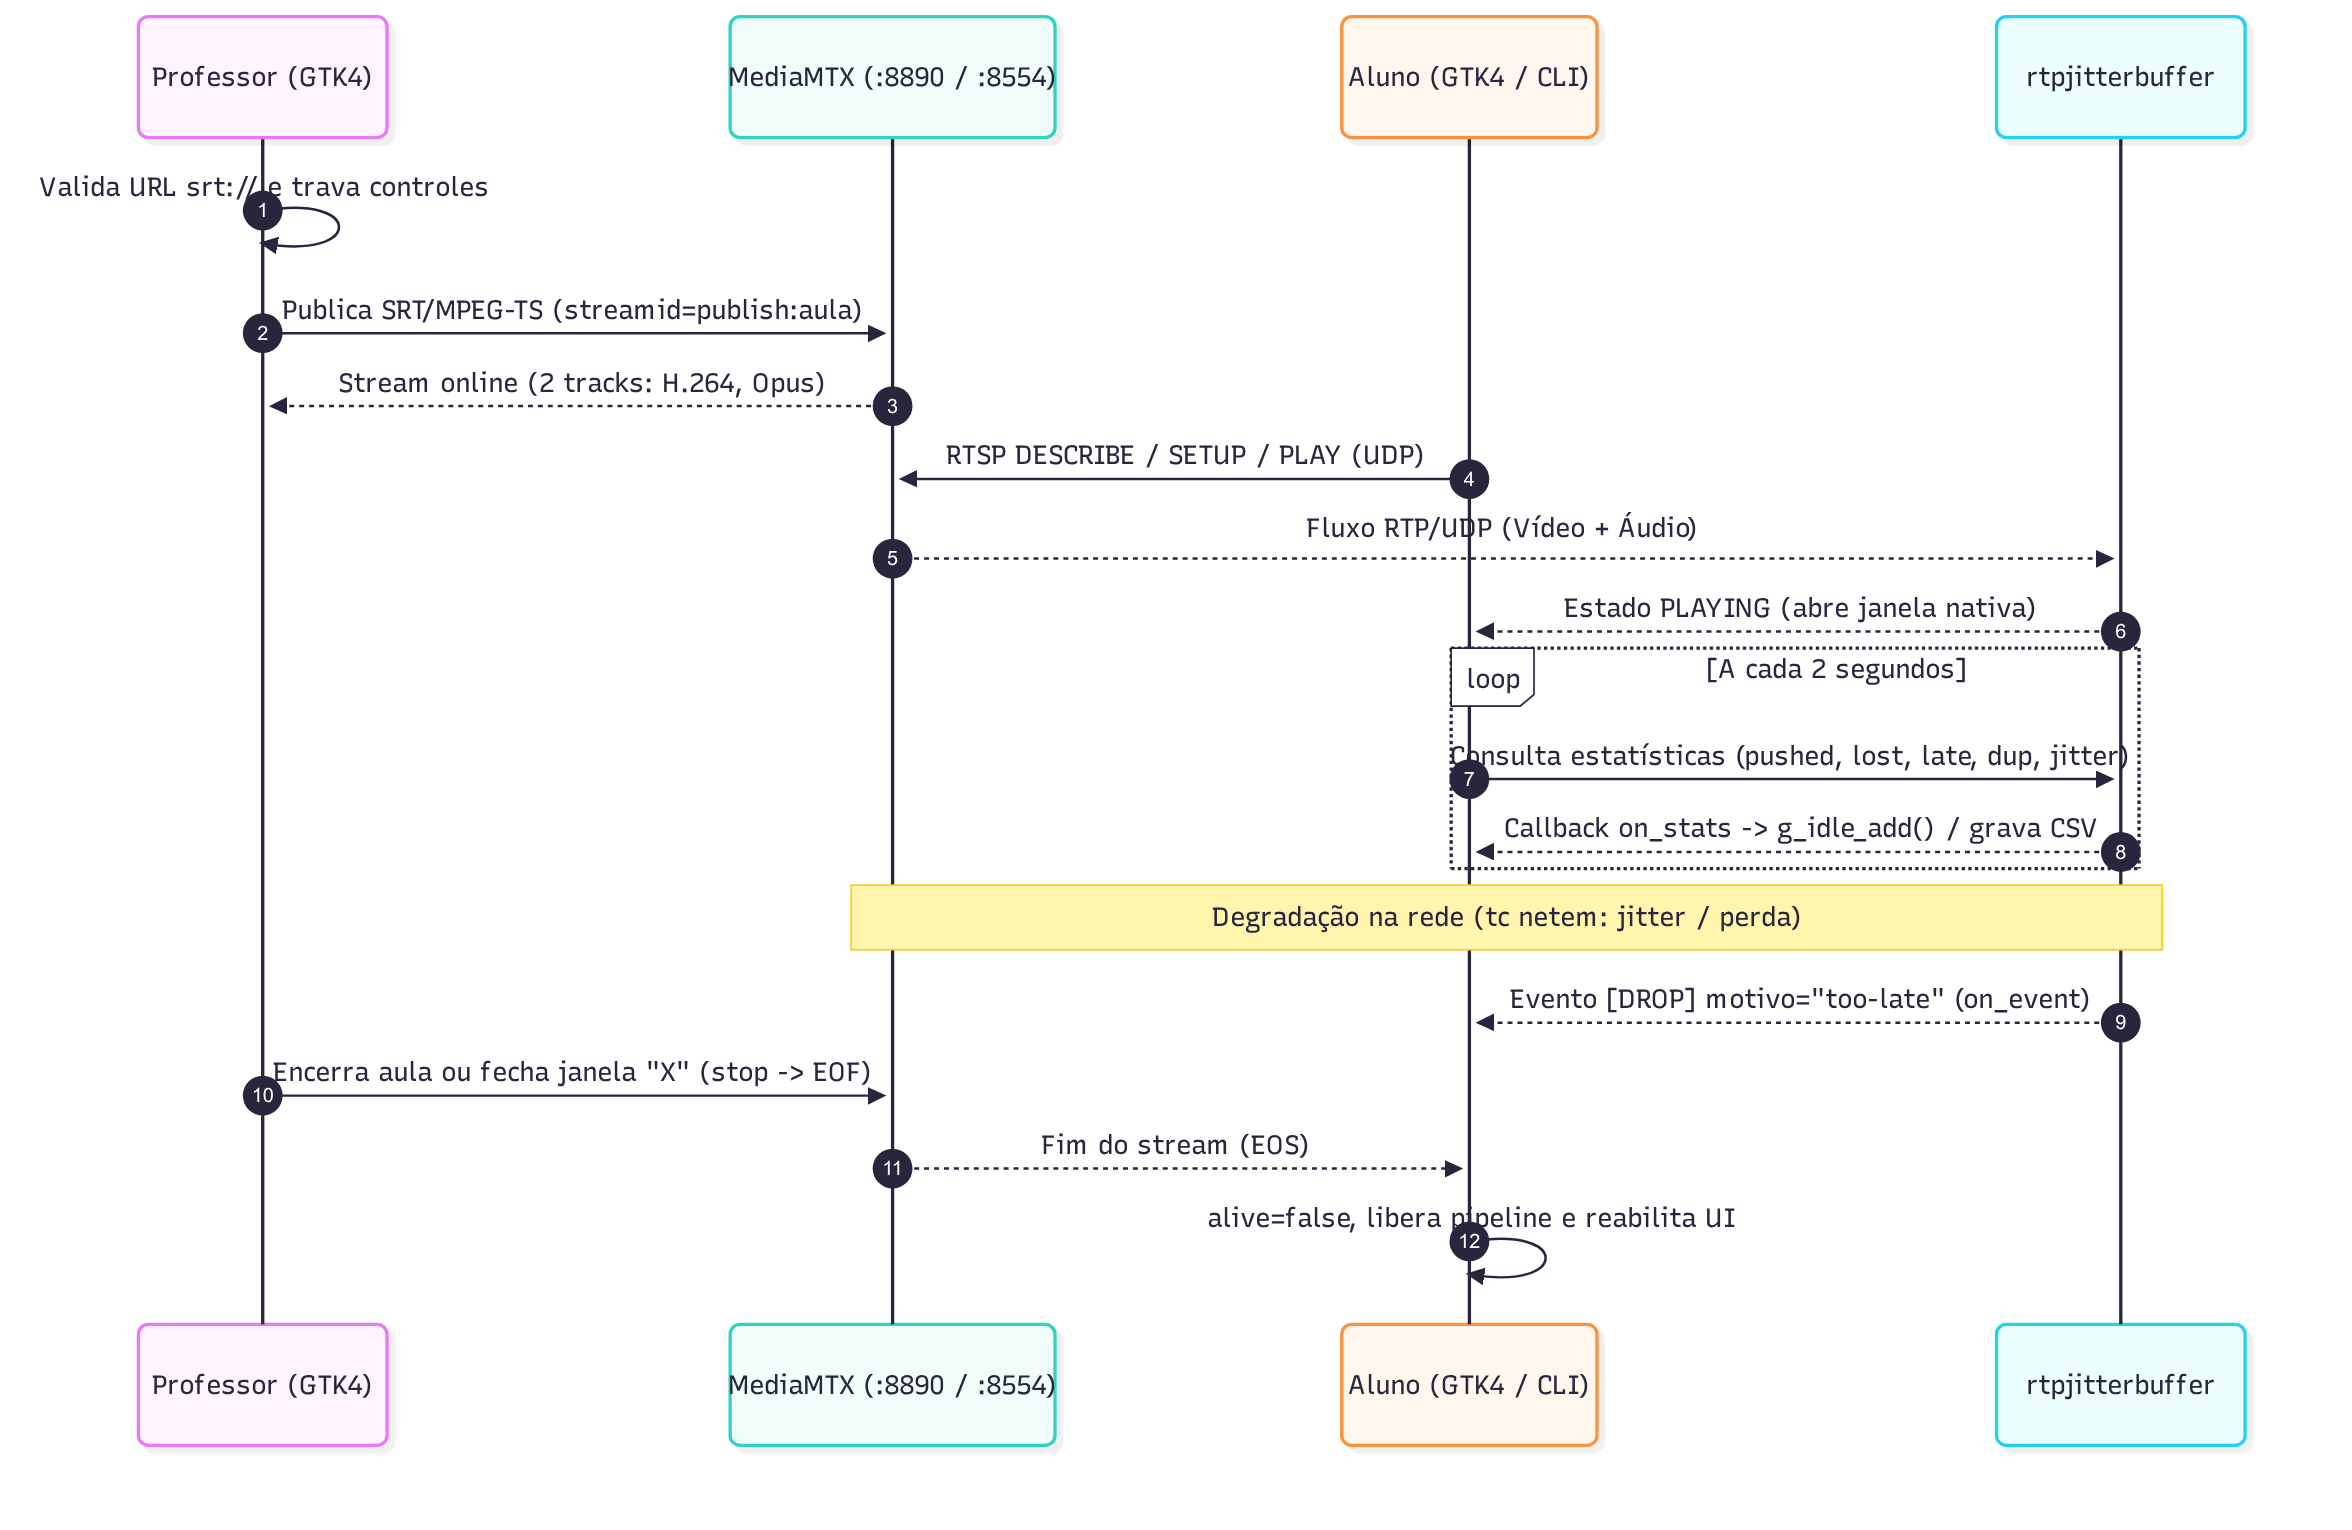 Professor (GTK4)
MediaMTX (:8890 / :8554)
Aluno (GTK4 / CLI)
rtpjitterbuffer
Valida URL srt:// e trava controles
1
Publica SRT/MPEG-TS (streamid=publish:aula)
2
Stream online (2 tracks: H.264, Opus)
3
RTSP DESCRIBE / SETUP / PLAY (UDP)
4
Fluxo RTP/UDP (Vídeo + Áudio)
5
Estado PLAYING (abre janela nativa)
6
loop
[A cada 2 segundos]
Consulta estatísticas (pushed, lost, late, dup, jitter)
7
Callback on_stats -> g_idle_add() / grava CSV
8
Degradação na rede (tc netem: jitter / perda)
Evento [DROP] motivo="too-late" (on_event)
9
Encerra aula ou fecha janela "X" (stop -> EOF)
10
Fim do stream (EOS)
11
alive=false, libera pipeline e reabilita UI
12
Professor (GTK4)
MediaMTX (:8890 / :8554)
Aluno (GTK4 / CLI)
rtpjitterbuffer